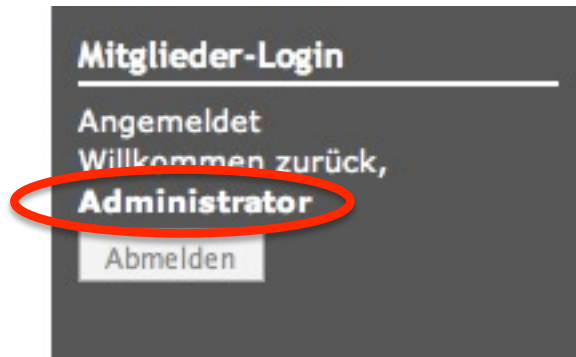 Mitglieder-Login
Angemeldet
Willkommen zurück,
Administrator
Abmelden